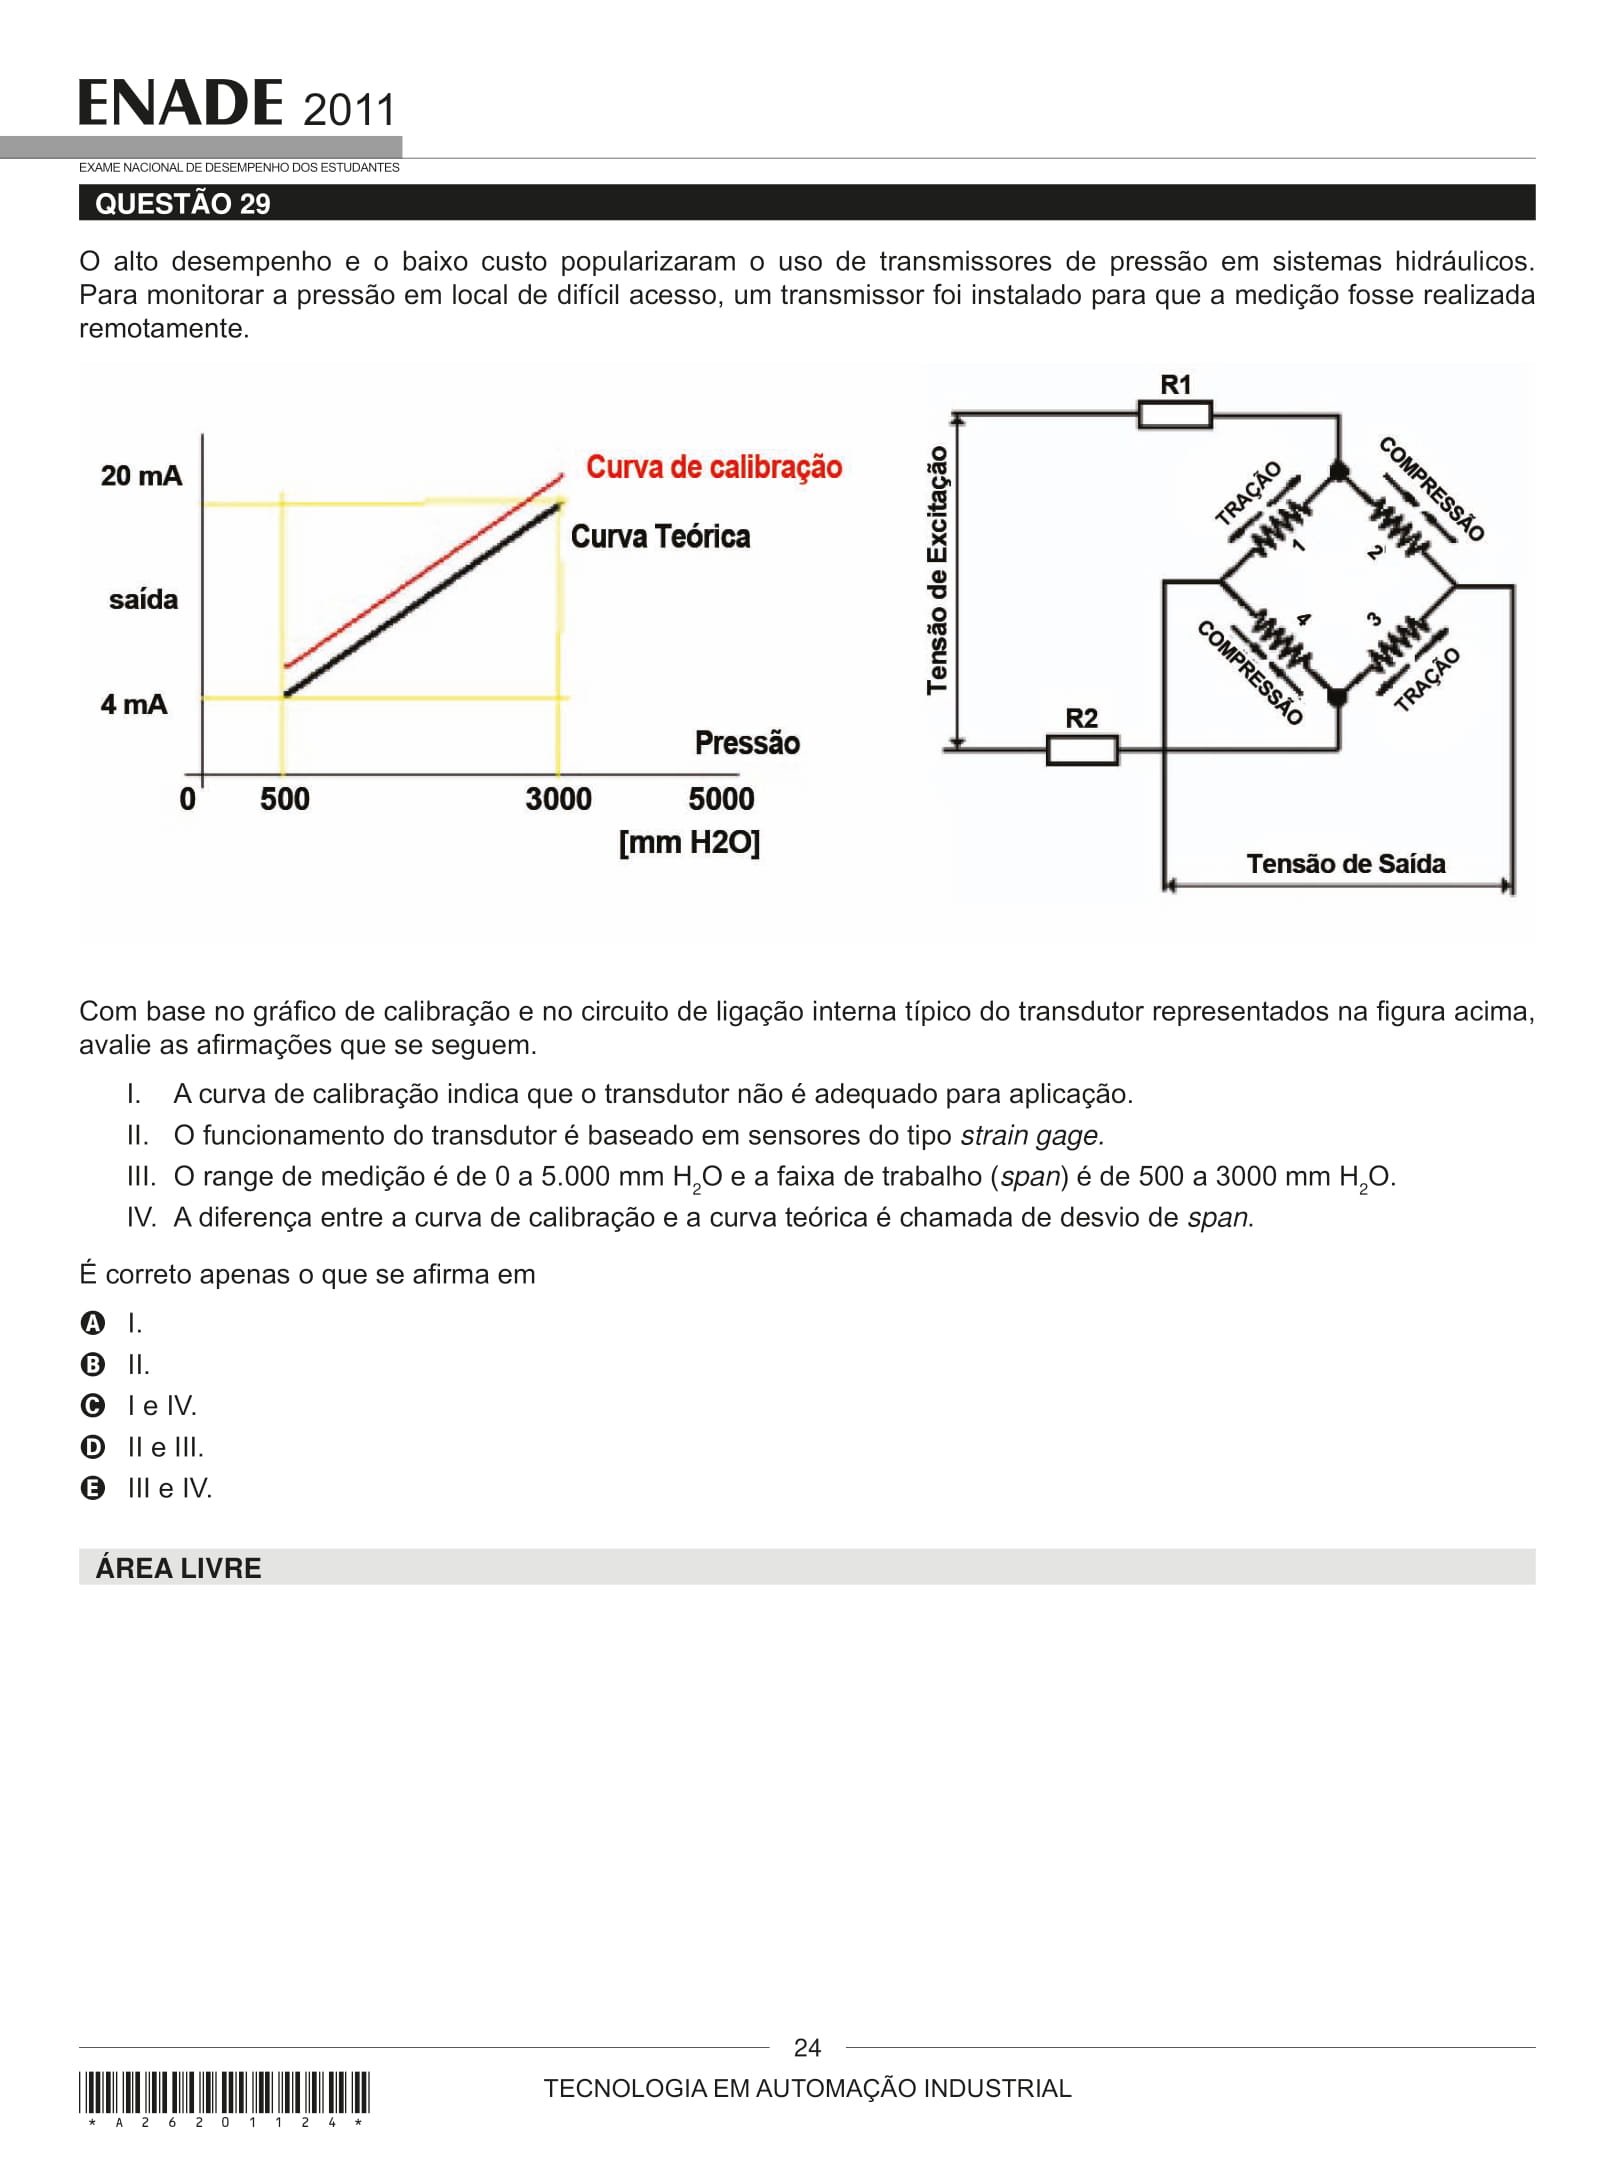 ENADE 2011
EXAME NACIONAL DE DESEMPENHO DOS ESTUDANTES
QUESTÃO 29
O alto desempenho e o baixo custo popularizaram o uso de transmissores de pressão em sistemas hidráulicos.
Para monitorar a pressão em local de difícil acesso, um transmissor foi instalado para que a medição fosse realizada
remotamente.
20 mA
saída
4 mA
Curva de calibração
Curva Teórica
Pressão
0 500 3000 5000
[mm H2O]
R1
Tensão de Excitação
TRAÇÃO
COMPRESSÃO
1
2
4
3
COMPRESSÃO
TRAÇÃO
R2
Tensão de Saída
Com base no gráfico de calibração e no circuito de ligação interna típico do transdutor representados na figura acima,
avalie as afirmações que se seguem.
I. A curva de calibração indica que o transdutor não é adequado para aplicação.
II. O funcionamento do transdutor é baseado em sensores do tipo strain gage.
III. O range de medição é de 0 a 5.000 mm H2O e a faixa de trabalho (span) é de 500 a 3000 mm H2O.
IV. A diferença entre a curva de calibração e a curva teórica é chamada de desvio de span.
É correto apenas o que se afirma em
A I.
B II.
C I e IV.
D II e III.
E III e IV.
ÁREA LIVRE
24
TECNOLOGIA EM AUTOMAÇÃO INDUSTRIAL
* A 2 6 2 0 1 1 2 4 *